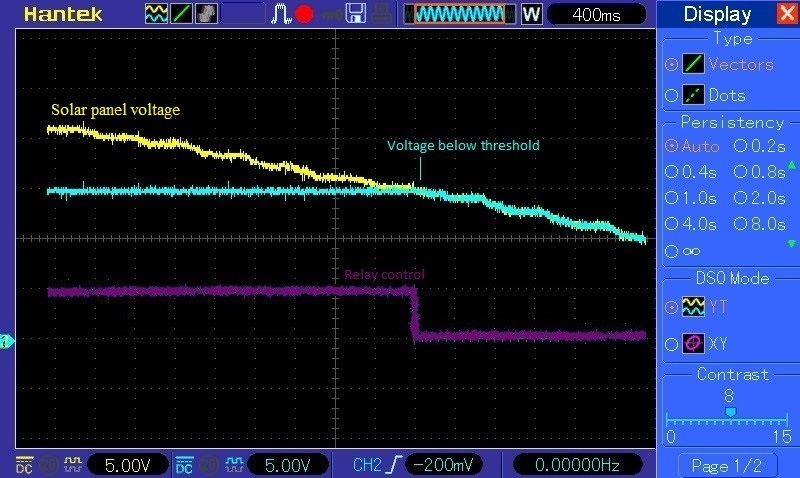 Hantek W 400ms Display
Type
Vectors
Dots
Persistency
Auto 0.2s
0.4s 0.8s
1.0s 2.0s
4.0s 8.0s
∞
DSO Mode
YT
XY
Contrast
8
0 15
Page 1/2
Solar panel voltage
Voltage below threshold
Relay control
DC 5.00V DC 5.00V CH2 -200mV 0.00000Hz